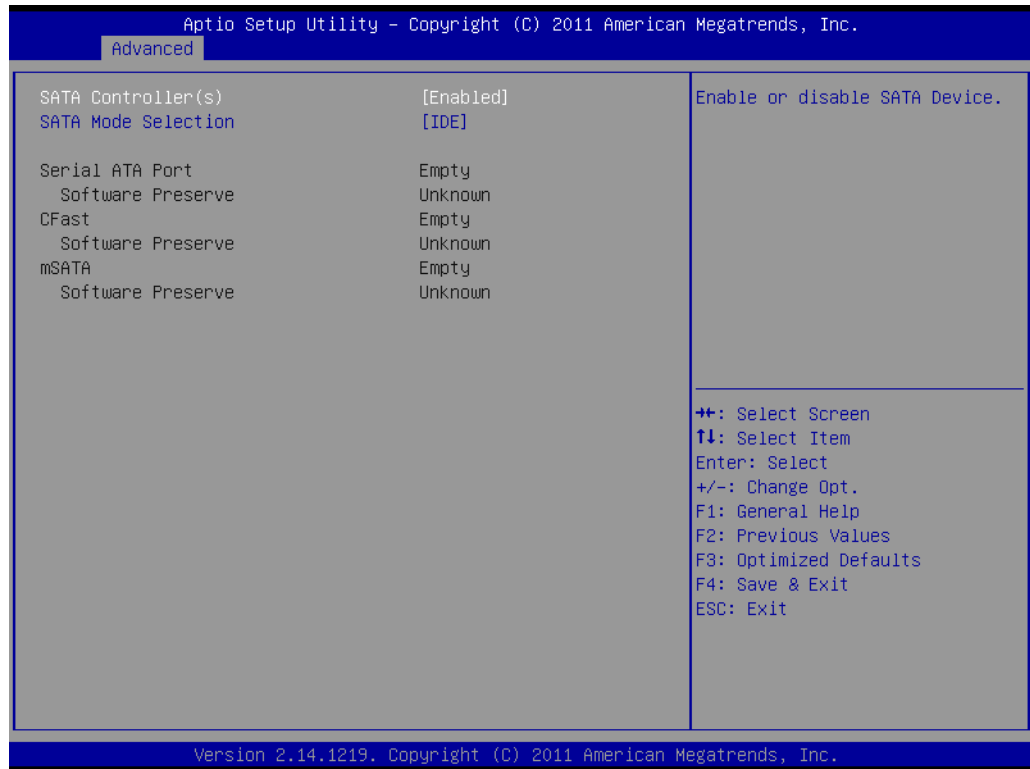 Aptio Setup Utility – Copyright (C) 2011 American Megatrends, Inc.
Advanced
SATA Controller(s) [Enabled]
SATA Mode Selection [IDE]
Serial ATA Port Empty
Software Preserve Unknown
CFast Empty
Software Preserve Unknown
mSATA Empty
Software Preserve Unknown
Enable or disable SATA Device.
→←: Select Screen
↑↓: Select Item
Enter: Select
+/-: Change Opt.
F1: General Help
F2: Previous Values
F3: Optimized Defaults
F4: Save & Exit
ESC: Exit
Version 2.14.1219. Copyright (C) 2011 American Megatrends, Inc.